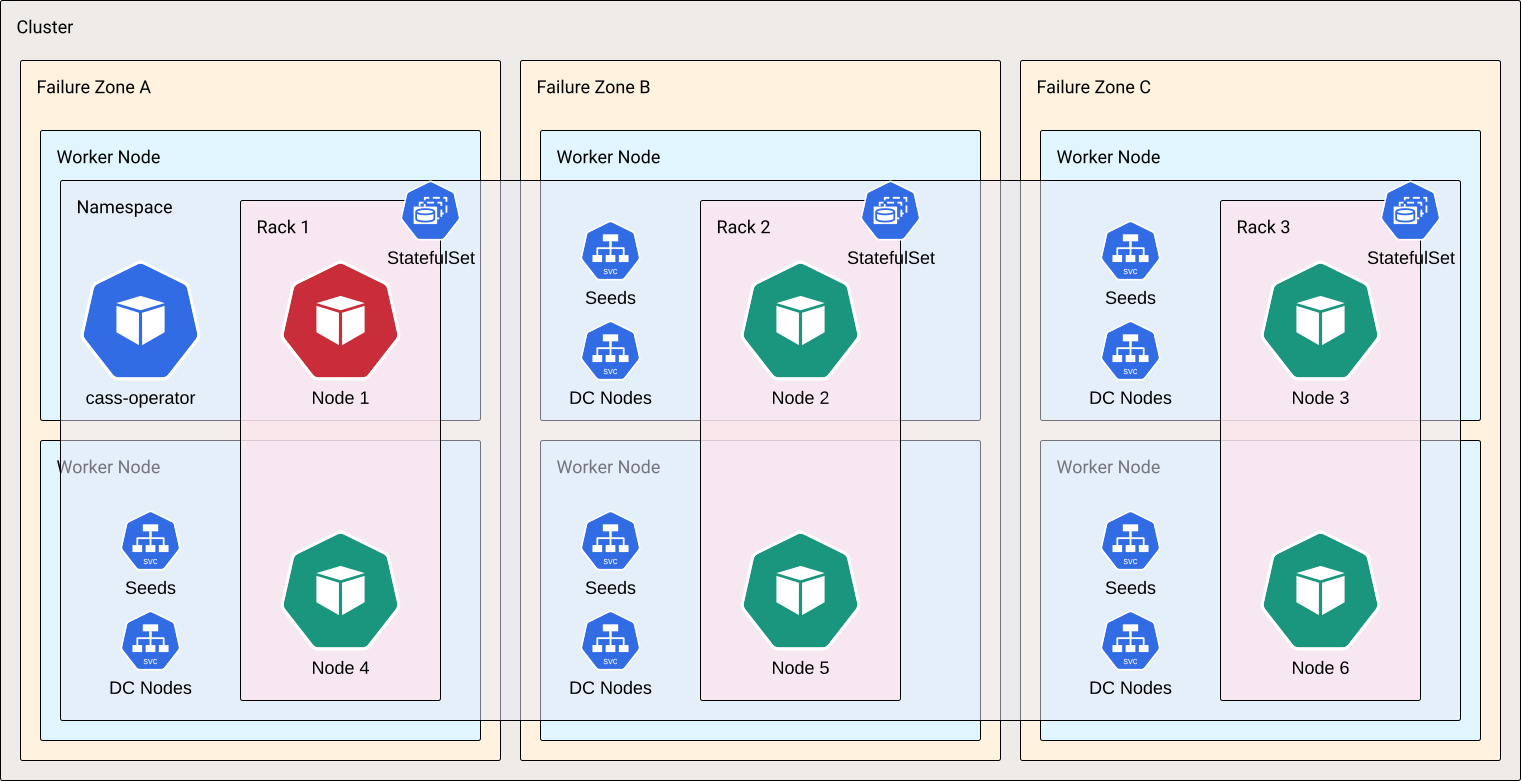 Cluster
Failure Zone A
Failure Zone B
Failure Zone C
Worker Node
Worker Node
Worker Node
Namespace
Rack 1
StatefulSet
cass-operator
Node 1
svc
Seeds
svc
DC Nodes
Rack 2
StatefulSet
Node 2
svc
Seeds
svc
DC Nodes
Rack 3
StatefulSet
Node 3
Worker Node
Worker Node
Worker Node
svc
Seeds
svc
DC Nodes
Node 4
svc
Seeds
svc
DC Nodes
Node 5
svc
Seeds
svc
DC Nodes
Node 6